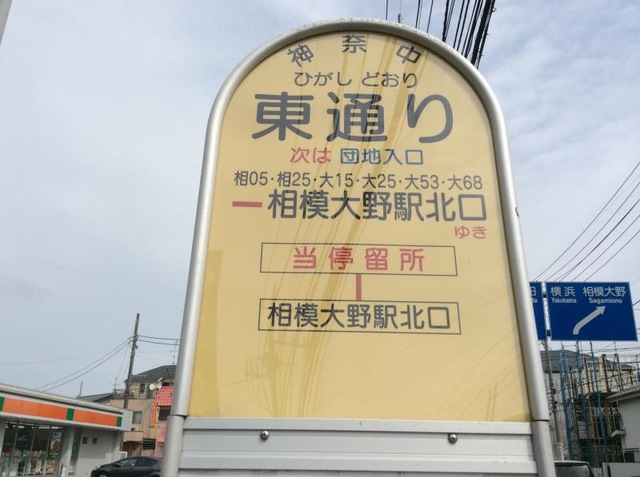 神奈中
ひがし どおり
東通り
次は 団地入口
相05・相25・大15・大25・大53・大68
ー相模大野駅北口
ゆき
当停留所
相模大野駅北口
横浜 相模大野
Yokohama Sagamiono